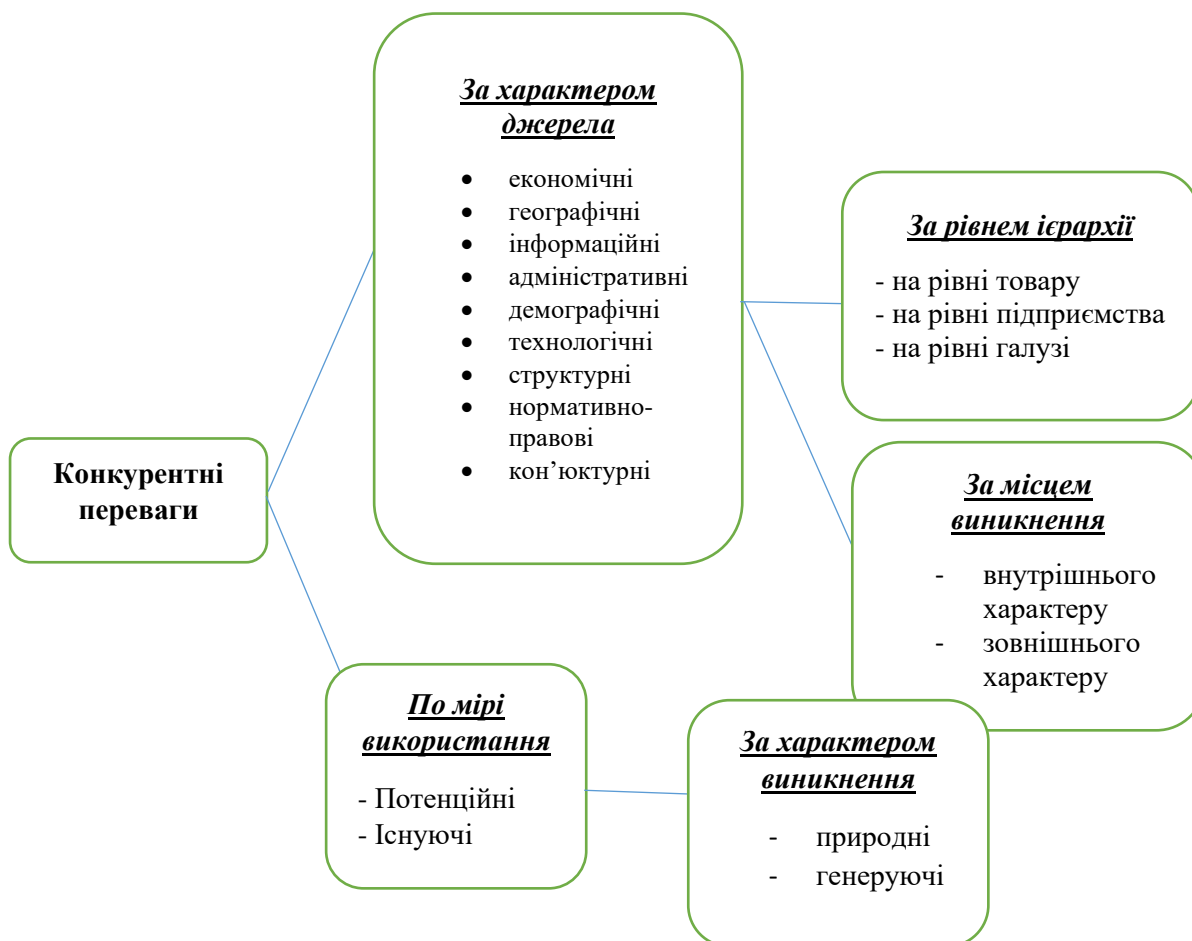 За характером
джерела
• економічні
• географічні
• інформаційні
• адміністративні
• демографічні
• технологічні
• структурні
• нормативно-
правові
• кон’юктурні
За рівнем ієрархії
- на рівні товару
- на рівні підприємства
- на рівні галузі
Конкурентні
переваги
За місцем
виникнення
- внутрішнього
характеру
- зовнішнього
характеру
По мірі
використання
- Потенційні
- Існуючі
За характером
виникнення
- природні
- генеруючі